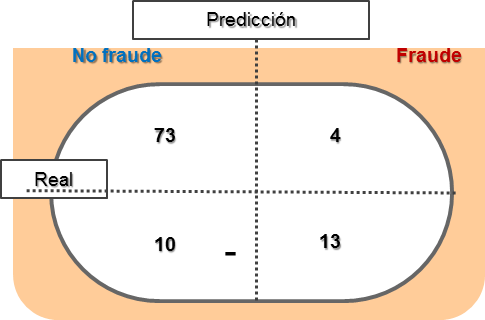 Predicción
No fraude Fraude
73 4
Real
10 - 13